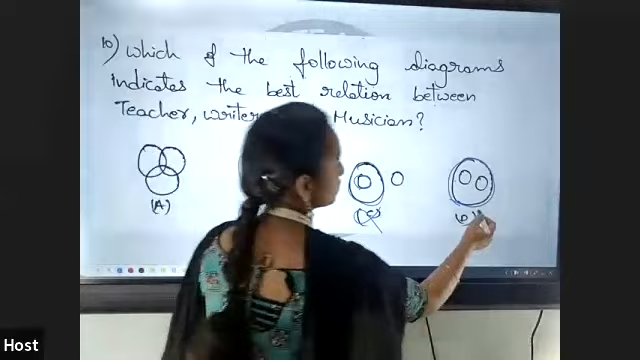 10) Which of the following diagrams
indicates the best relation between
Teacher, writer Musician?
(A) (C)
Host